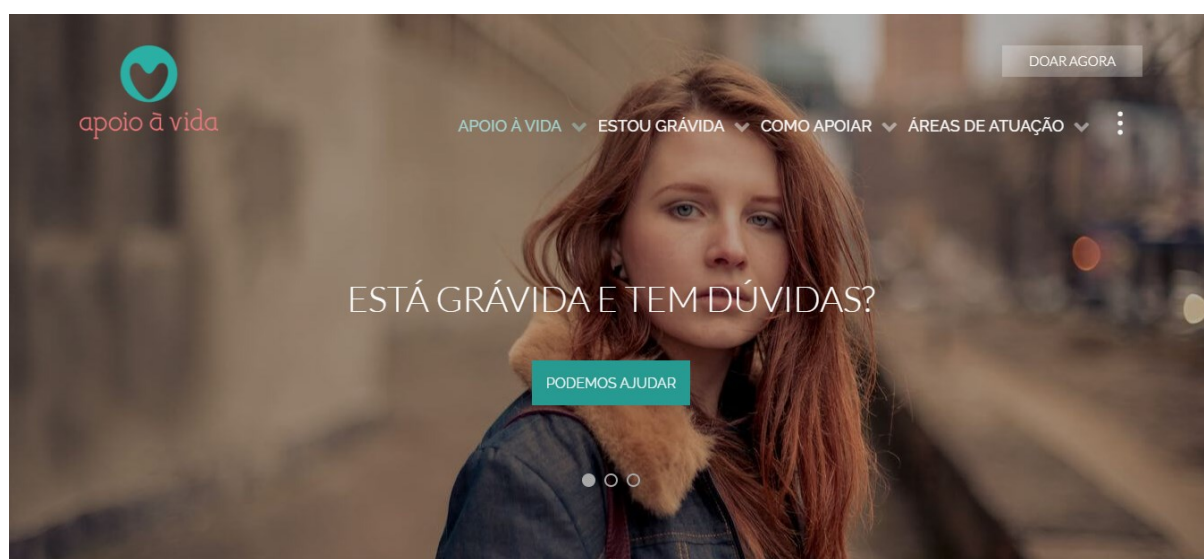 DOAR AGORA
apoio à vida
APOIO À VIDA ESTOU GRÁVIDA COMO APOIAR ÁREAS DE ATUAÇÃO
ESTÁ GRÁVIDA E TEM DÚVIDAS?
PODEMOS AJUDAR